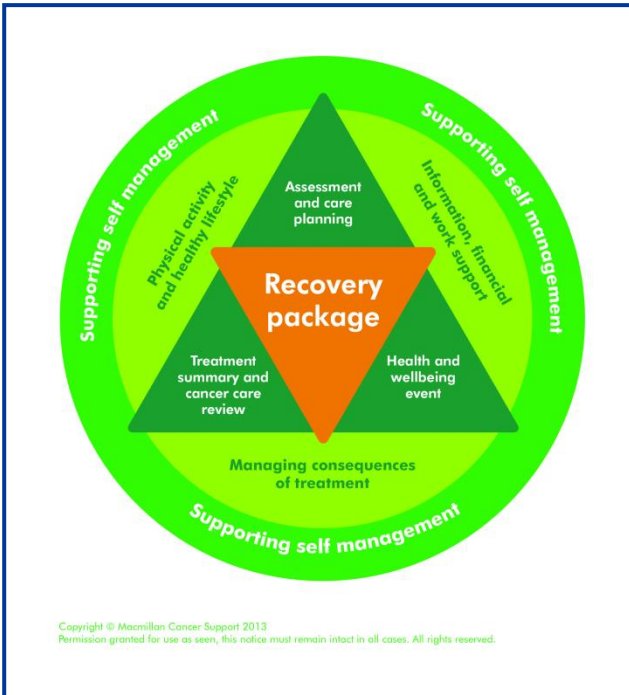 Supporting self management
Supporting self management
Physical activity
and healthy lifestyle
Information, financial
and work support
Assessment
and care
planning
Recovery
package
Treatment
summary and
cancer care
review
Health and
wellbeing
event
Managing consequences
of treatment
Supporting self management
Copyright © Macmillan Cancer Support 2013
Permission granted for use as seen, this notice must remain intact in all cases. All rights reserved.